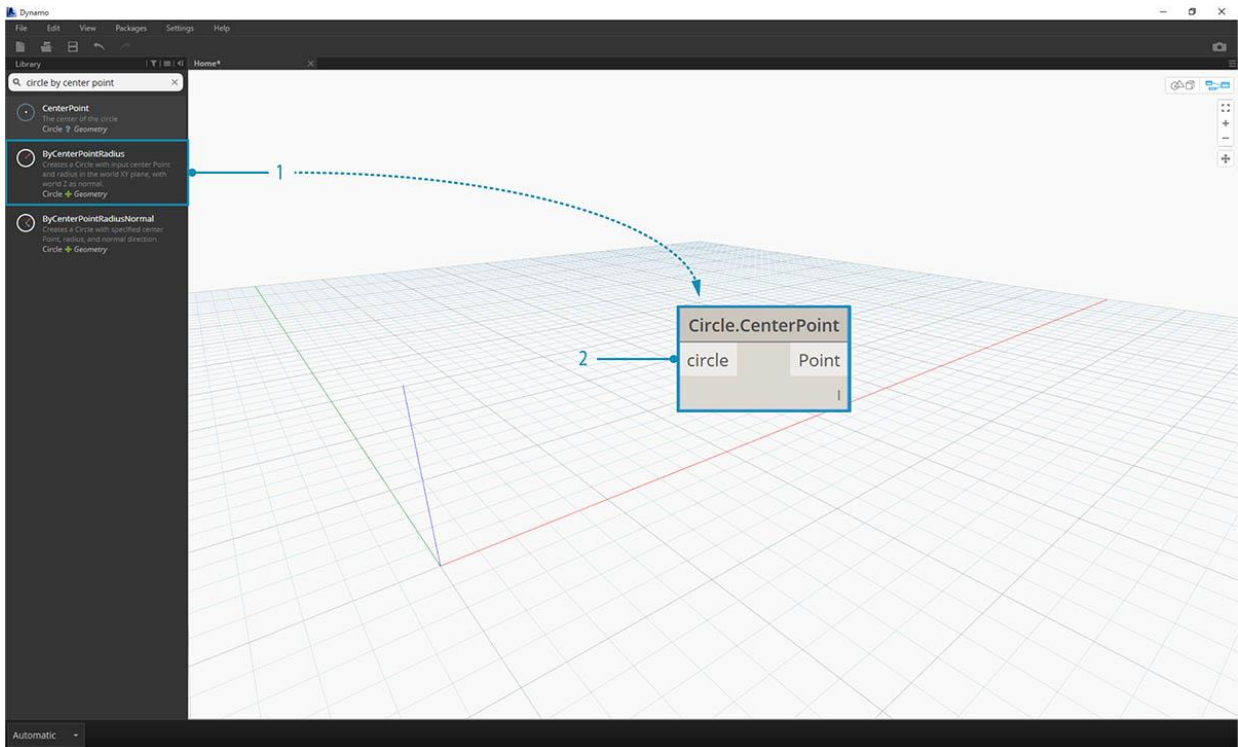 Dynamo
File Edit View Packages Settings Help
Library
Home*
circle by center point
CenterPoint
The center of the circle
Circle ? Geometry
ByCenterPointRadius
Creates a Circle with input center Point
and radius in the world XY plane, with
world Z as normal.
Circle + Geometry
ByCenterPointRadiusNormal
Creates a Circle with specified center
Point, radius, and normal direction.
Circle + Geometry
1
Circle.CenterPoint
2
circle Point
l
Automatic